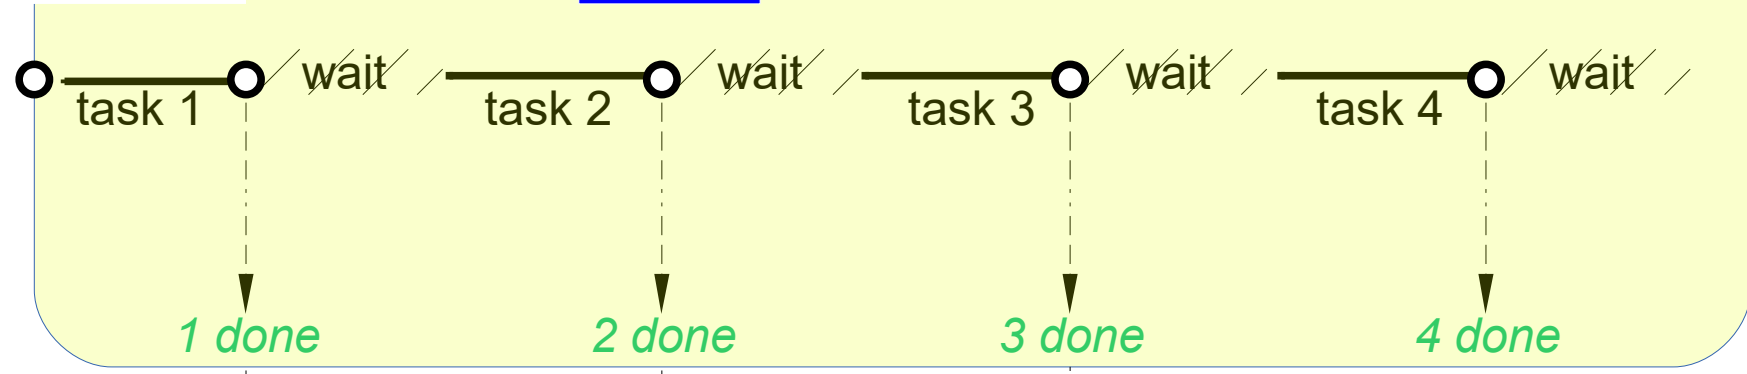 wait wait wait wait
task 1 task 2 task 3 task 4
1 done 2 done 3 done 4 done